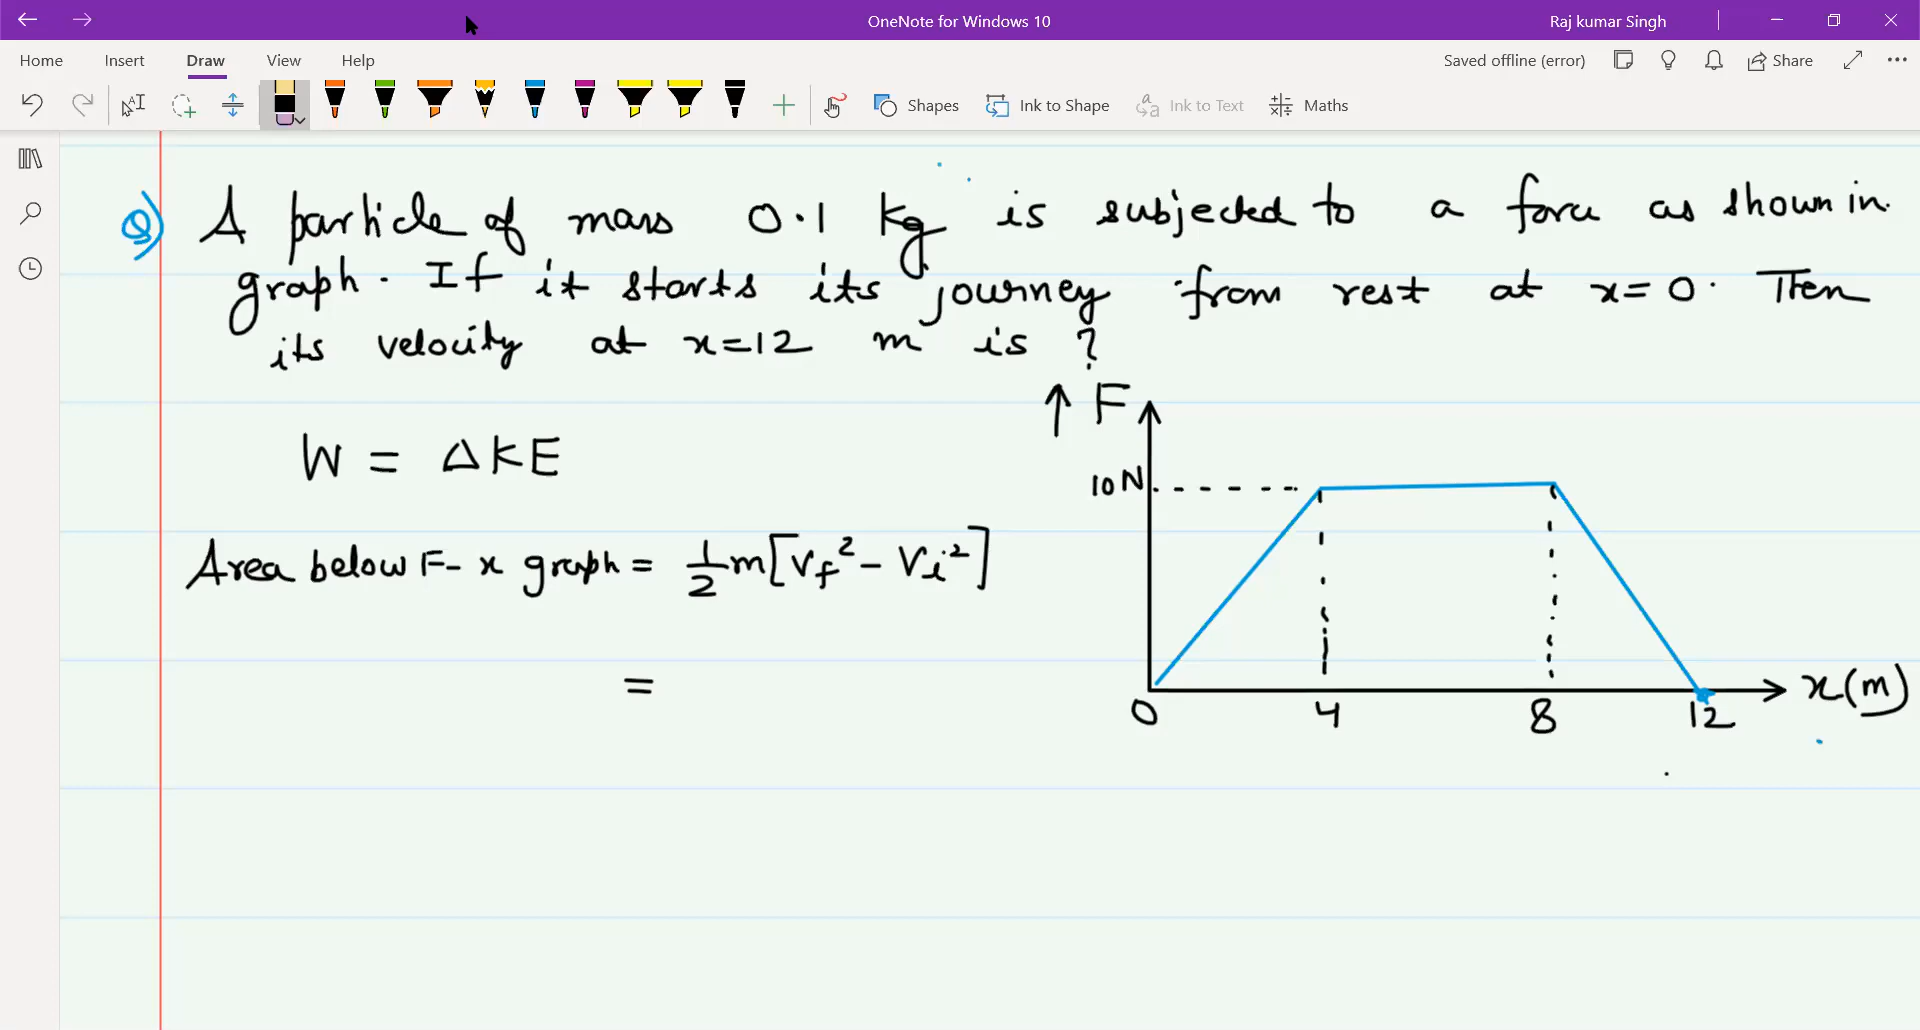 OneNote for Windows 10
Raj kumar Singh
Home Insert Draw View Help
Saved offline (error)
Share
Shapes
Ink to Shape
Ink to Text
Maths
Q) A particle of mass 0.1 kg is subjected to a force as shown in
graph. If it starts its journey from rest at x=0. Then
its velocity at x=12 m is ?
↑ F
W = ΔKE
10N
Area below F-x graph = 1/2 m[Vf² - Vi²]
=
x(m)
0 4 8 12